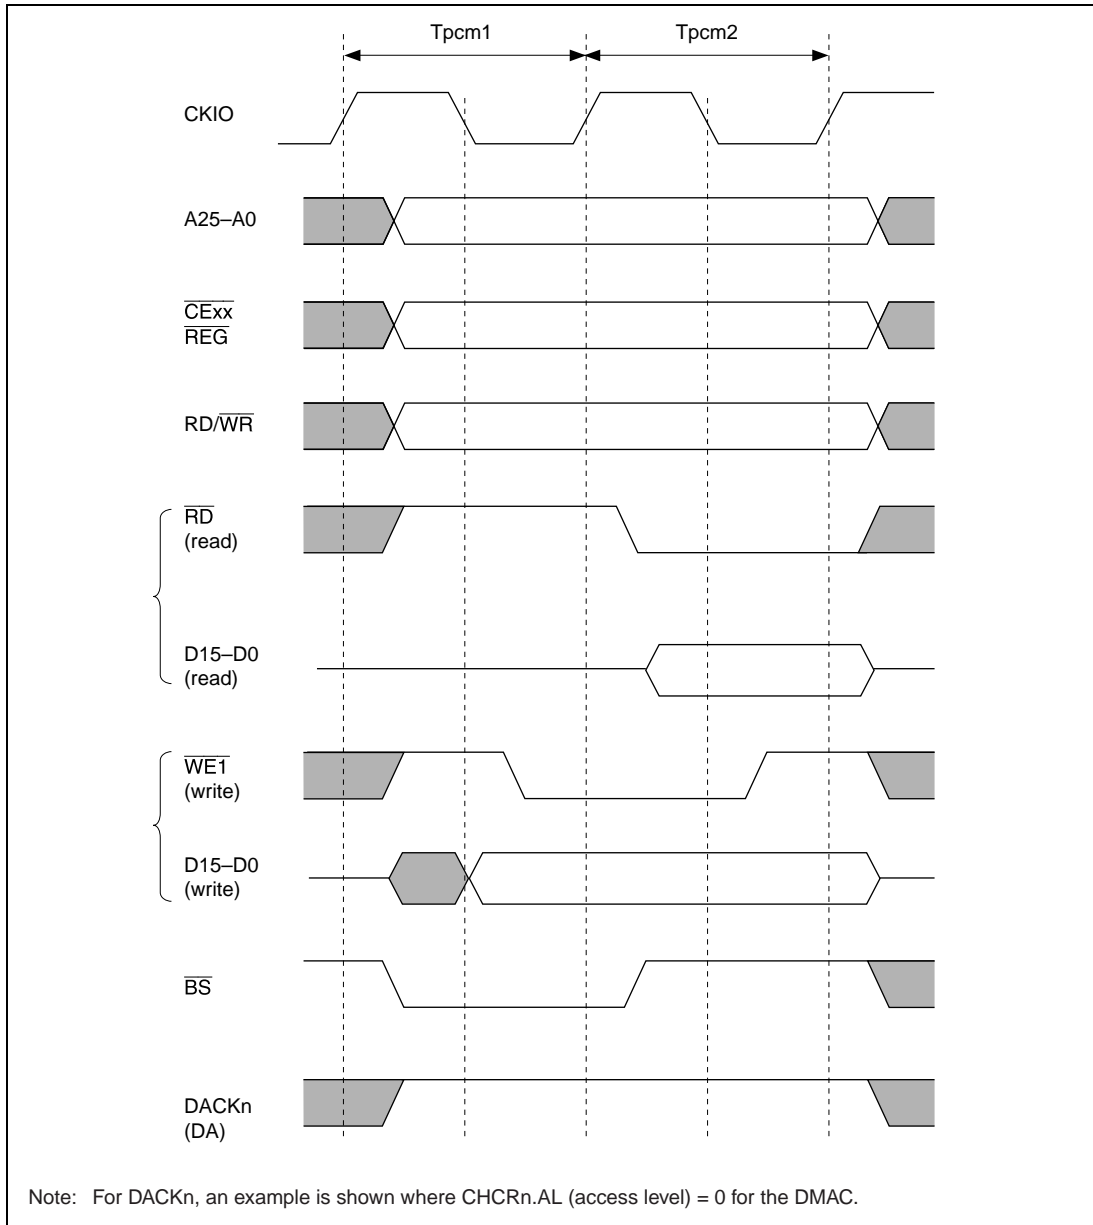 Tpcm1 Tpcm2
CKIO
A25–A0
CExx
REG
RD/WR
RD
(read)
D15–D0
(read)
WE1
(write)
D15–D0
(write)
BS
DACKn
(DA)
Note: For DACKn, an example is shown where CHCRn.AL (access level) = 0 for the DMAC.